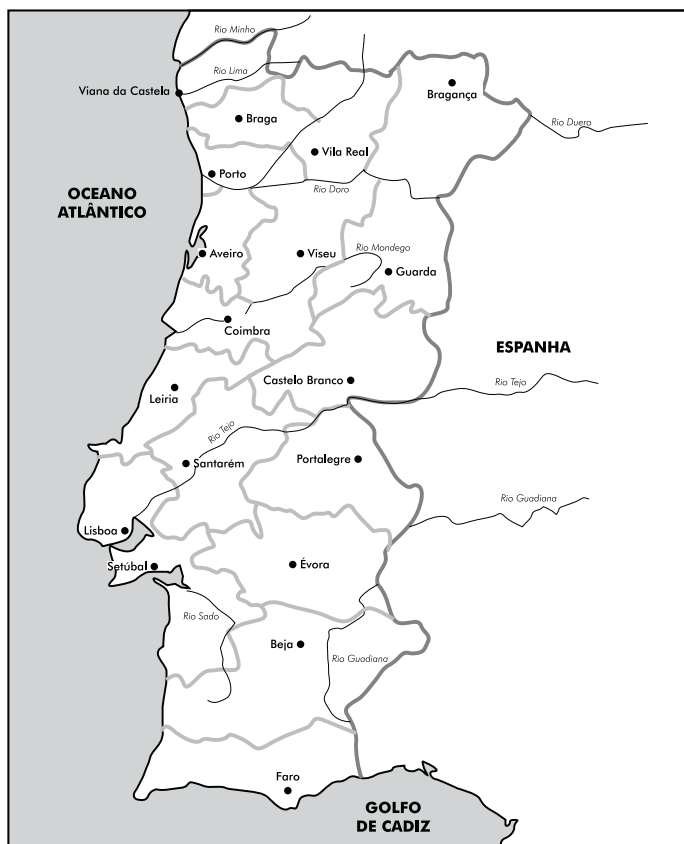 Rio Minho
Rio Lima
Viana da Castela
Bragança
Braga
Rio Duero
Vila Real
Porto
Rio Doro
OCEANO
ATLÂNTICO
Aveiro
Viseu
Rio Mondego
Guarda
Coimbra
ESPANHA
Castelo Branco
Rio Tejo
Leiria
Rio Tejo
Santarém
Portalegre
Rio Guadiana
Lisboa
Setúbal
Évora
Rio Sado
Beja
Rio Guadiana
Faro
GOLFO
DE CADIZ